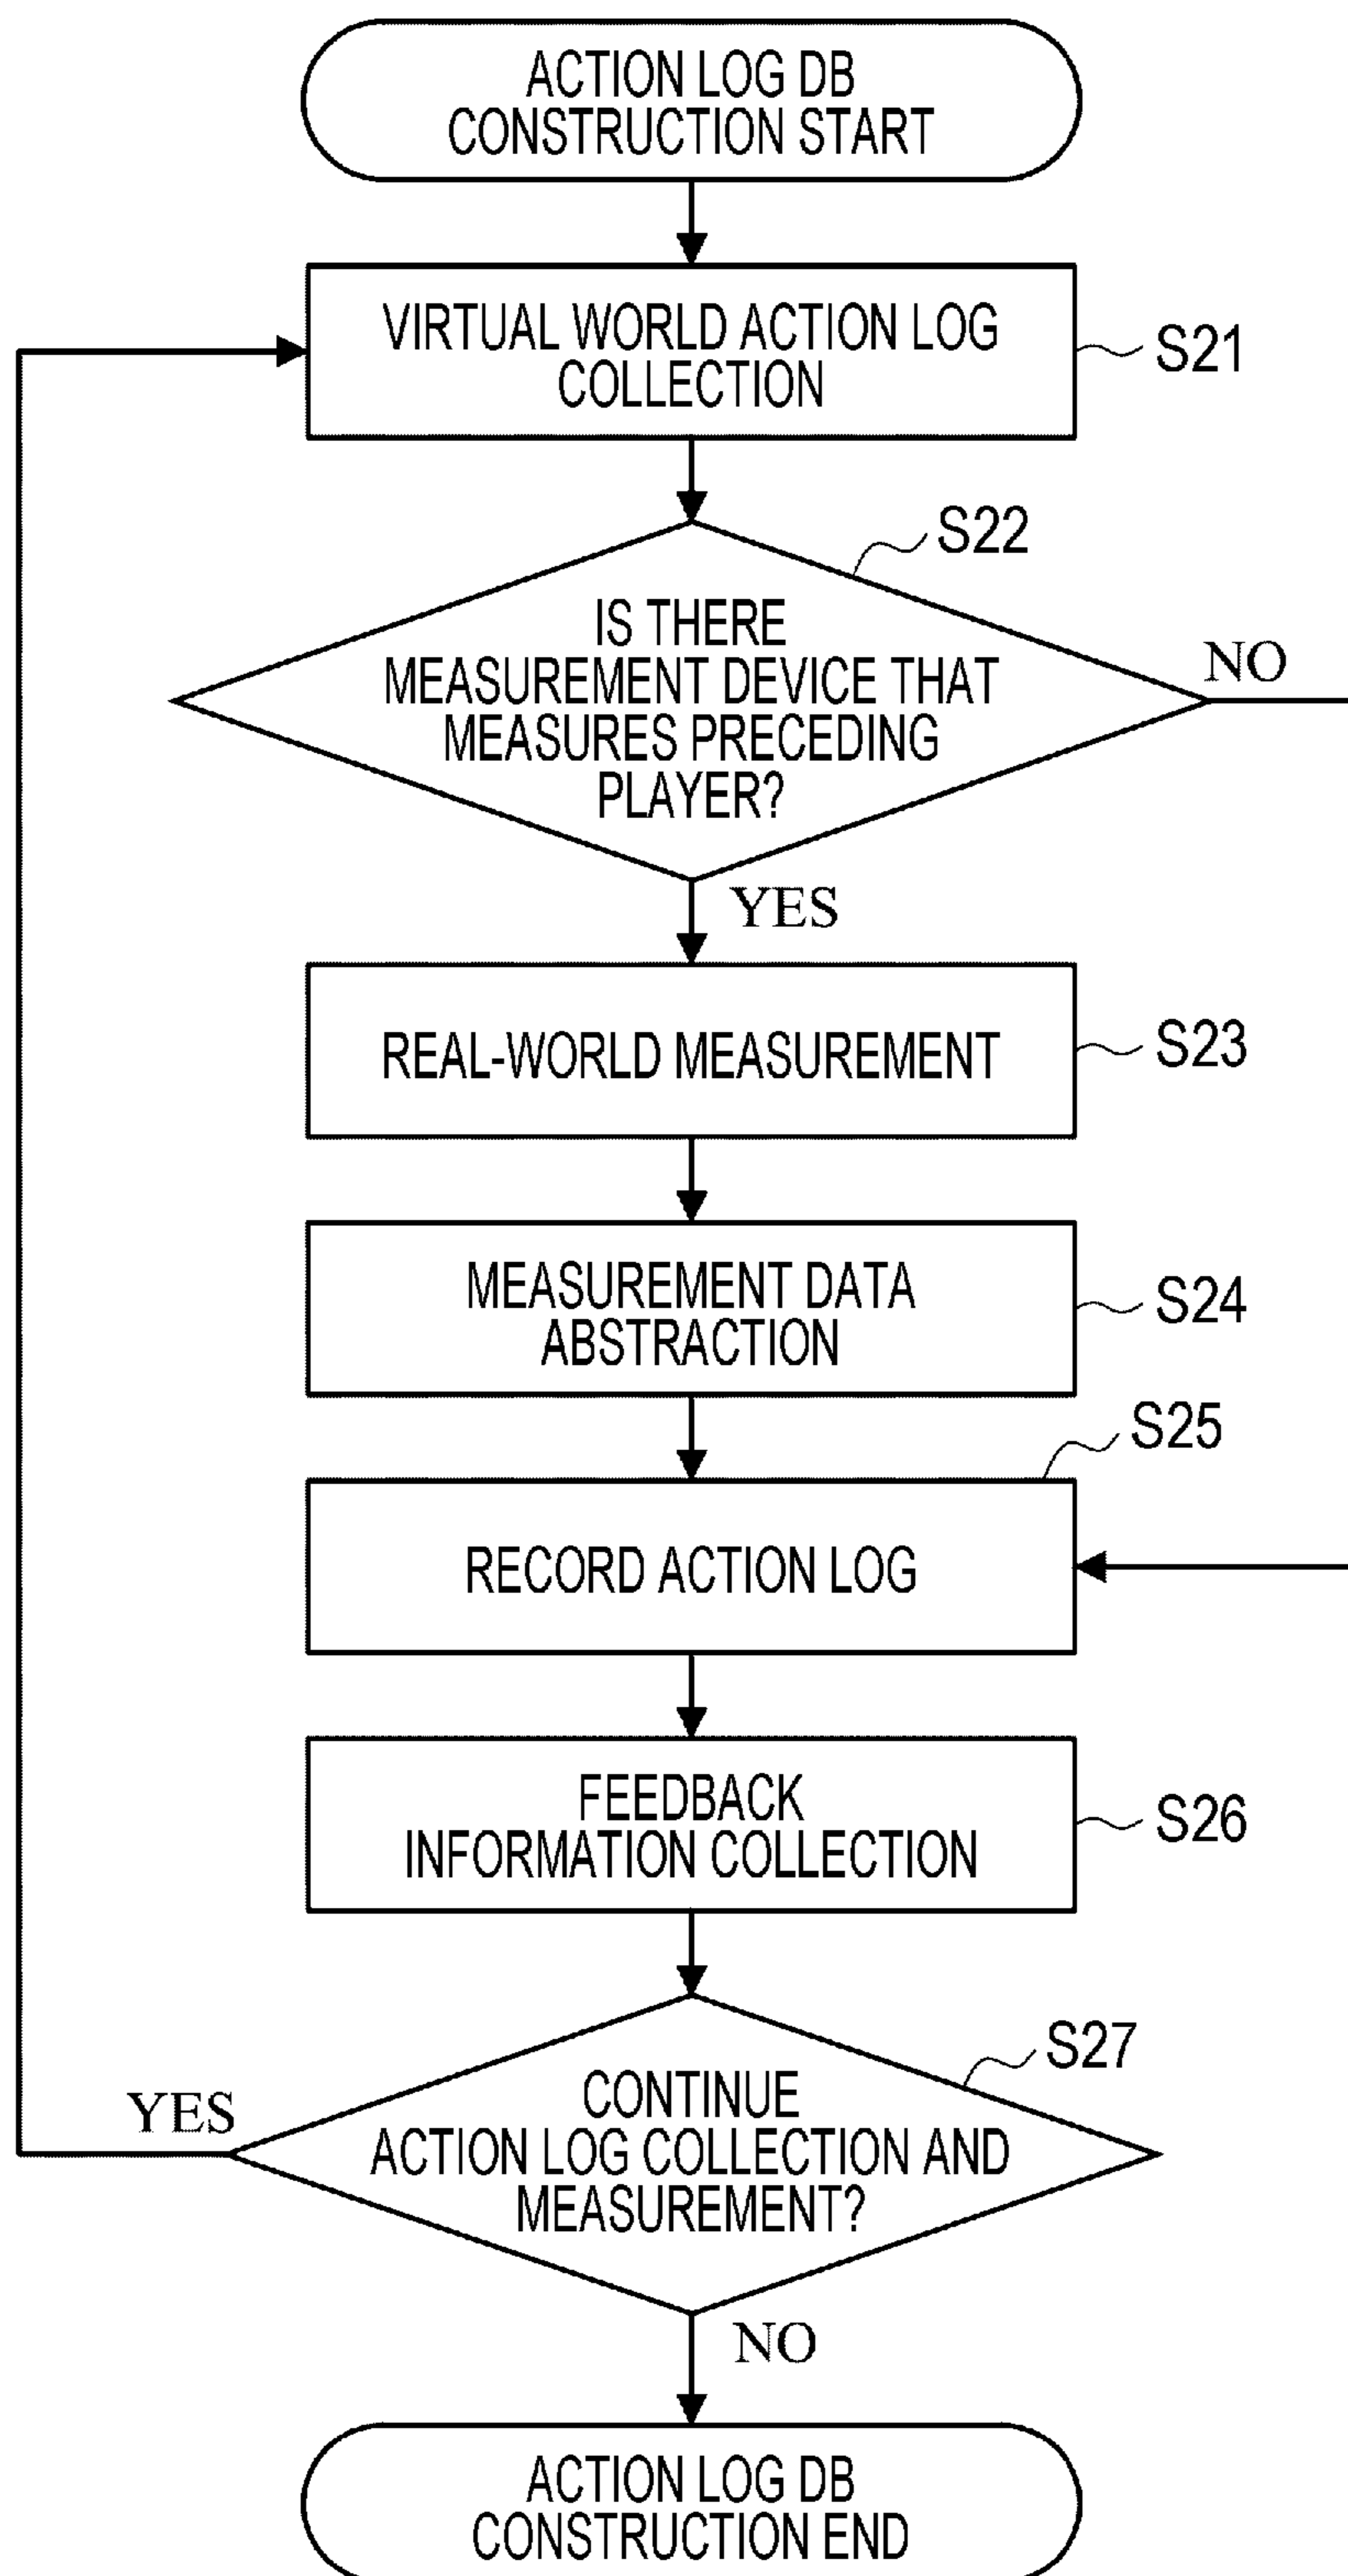 ACTION LOG DB
CONSTRUCTION START
VIRTUAL WORLD ACTION LOG
COLLECTION
S21
S22
IS THERE
MEASUREMENT DEVICE THAT
MEASURES PRECEDING
PLAYER?
NO
YES
REAL-WORLD MEASUREMENT
S23
MEASUREMENT DATA
ABSTRACTION
S24
S25
RECORD ACTION LOG
FEEDBACK
INFORMATION COLLECTION
S26
S27
CONTINUE
ACTION LOG COLLECTION AND
MEASUREMENT?
YES
NO
ACTION LOG DB
CONSTRUCTION END